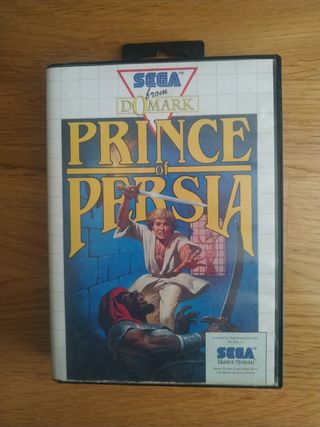 SEGA
from
DOMARK
PRINCE
of
PERSIA
SEGA
Master System